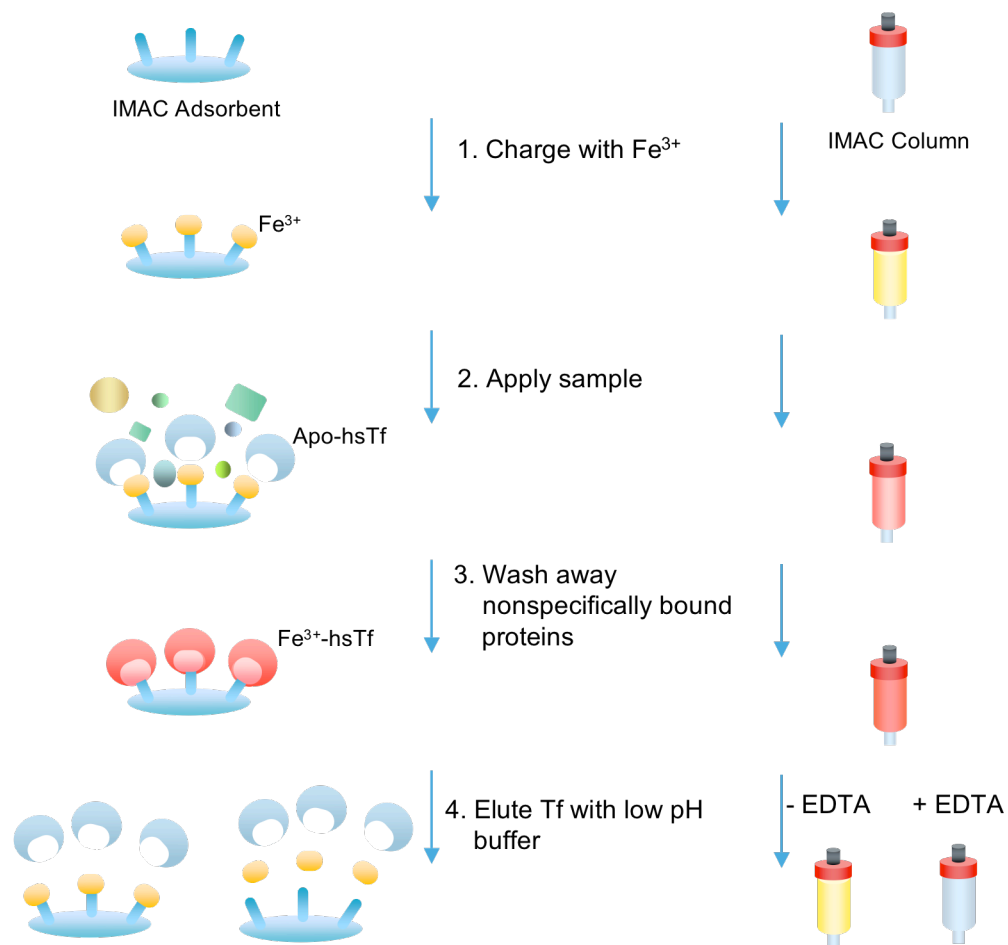 IMAC Adsorbent
IMAC Column
1. Charge with Fe³⁺
Fe³⁺
2. Apply sample
Apo-hsTf
3. Wash away
nonspecifically bound
proteins
Fe³⁺-hsTf
4. Elute Tf with low pH
buffer
- EDTA
+ EDTA